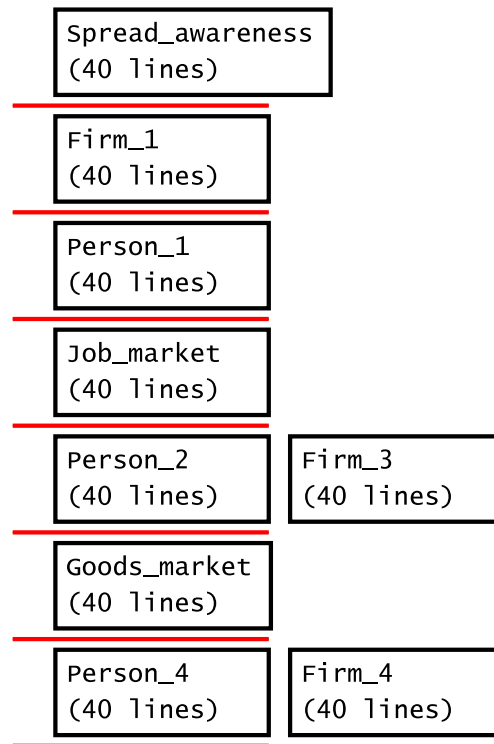 Spread_awareness
(40 lines)
Firm_1
(40 lines)
Person_1
(40 lines)
Job_market
(40 lines)
Person_2
(40 lines)
Firm_3
(40 lines)
Goods_market
(40 lines)
Person_4
(40 lines)
Firm_4
(40 lines)